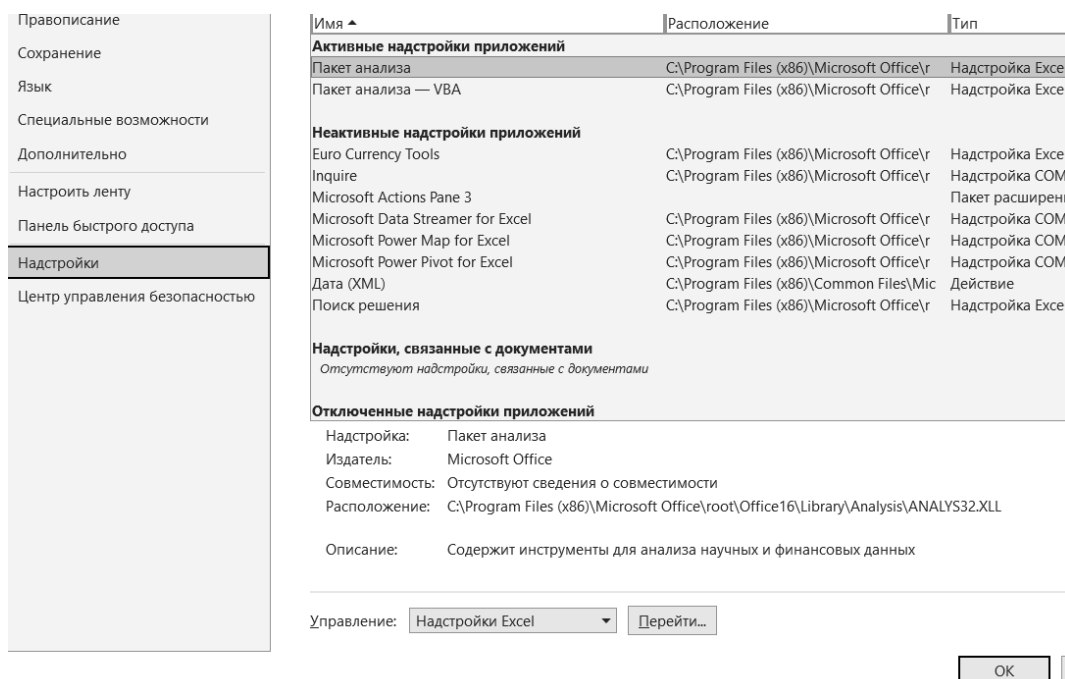 Правописание
Сохранение
Язык
Специальные возможности
Дополнительно
Настроить ленту
Панель быстрого доступа
Надстройки
Центр управления безопасностью
Имя Расположение Тип
Активные надстройки приложений
Пакет анализа C:\Program Files (x86)\Microsoft Office\r Надстройка Exce
Пакет анализа — VBA C:\Program Files (x86)\Microsoft Office\r Надстройка Exce
Неактивные надстройки приложений
Euro Currency Tools C:\Program Files (x86)\Microsoft Office\r Надстройка Exce
Inquire C:\Program Files (x86)\Microsoft Office\r Надстройка COM
Microsoft Actions Pane 3 Пакет расширен
Microsoft Data Streamer for Excel C:\Program Files (x86)\Microsoft Office\r Надстройка COM
Microsoft Power Map for Excel C:\Program Files (x86)\Microsoft Office\r Надстройка COM
Microsoft Power Pivot for Excel C:\Program Files (x86)\Microsoft Office\r Надстройка COM
Дата (XML) C:\Program Files (x86)\Common Files\Mic Действие
Поиск решения C:\Program Files (x86)\Microsoft Office\r Надстройка Exce
Надстройки, связанные с документами
Отсутствуют надстройки, связанные с документами
Отключенные надстройки приложений
Надстройка: Пакет анализа
Издатель: Microsoft Office
Совместимость: Отсутствуют сведения о совместимости
Расположение: C:\Program Files (x86)\Microsoft Office\root\Office16\Library\Analysis\ANALYS32.XLL
Описание: Содержит инструменты для анализа научных и финансовых данных
Управление: Надстройки Excel Перейти...
ОК